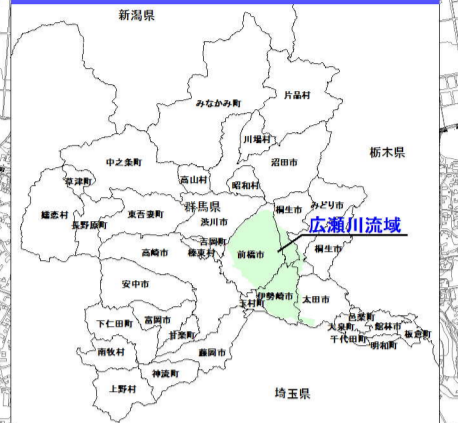 新潟県
みなかみ町
片品村
川場村
中之条町
沼田市
栃木県
草津町
高山村
昭和村
嬬恋村
長野原町
東吾妻町
群馬県
渋川市
桐生市
みどり市
広瀬川流域
吉岡町
榛東村
高崎市
前橋市
桐生市
安中市
玉村町
伊勢崎市
太田市
下仁田町
富岡市
甘楽町
邑楽町
大泉町
館林市
板倉町
千代田町
明和町
南牧村
藤岡市
神流町
上野村
埼玉県